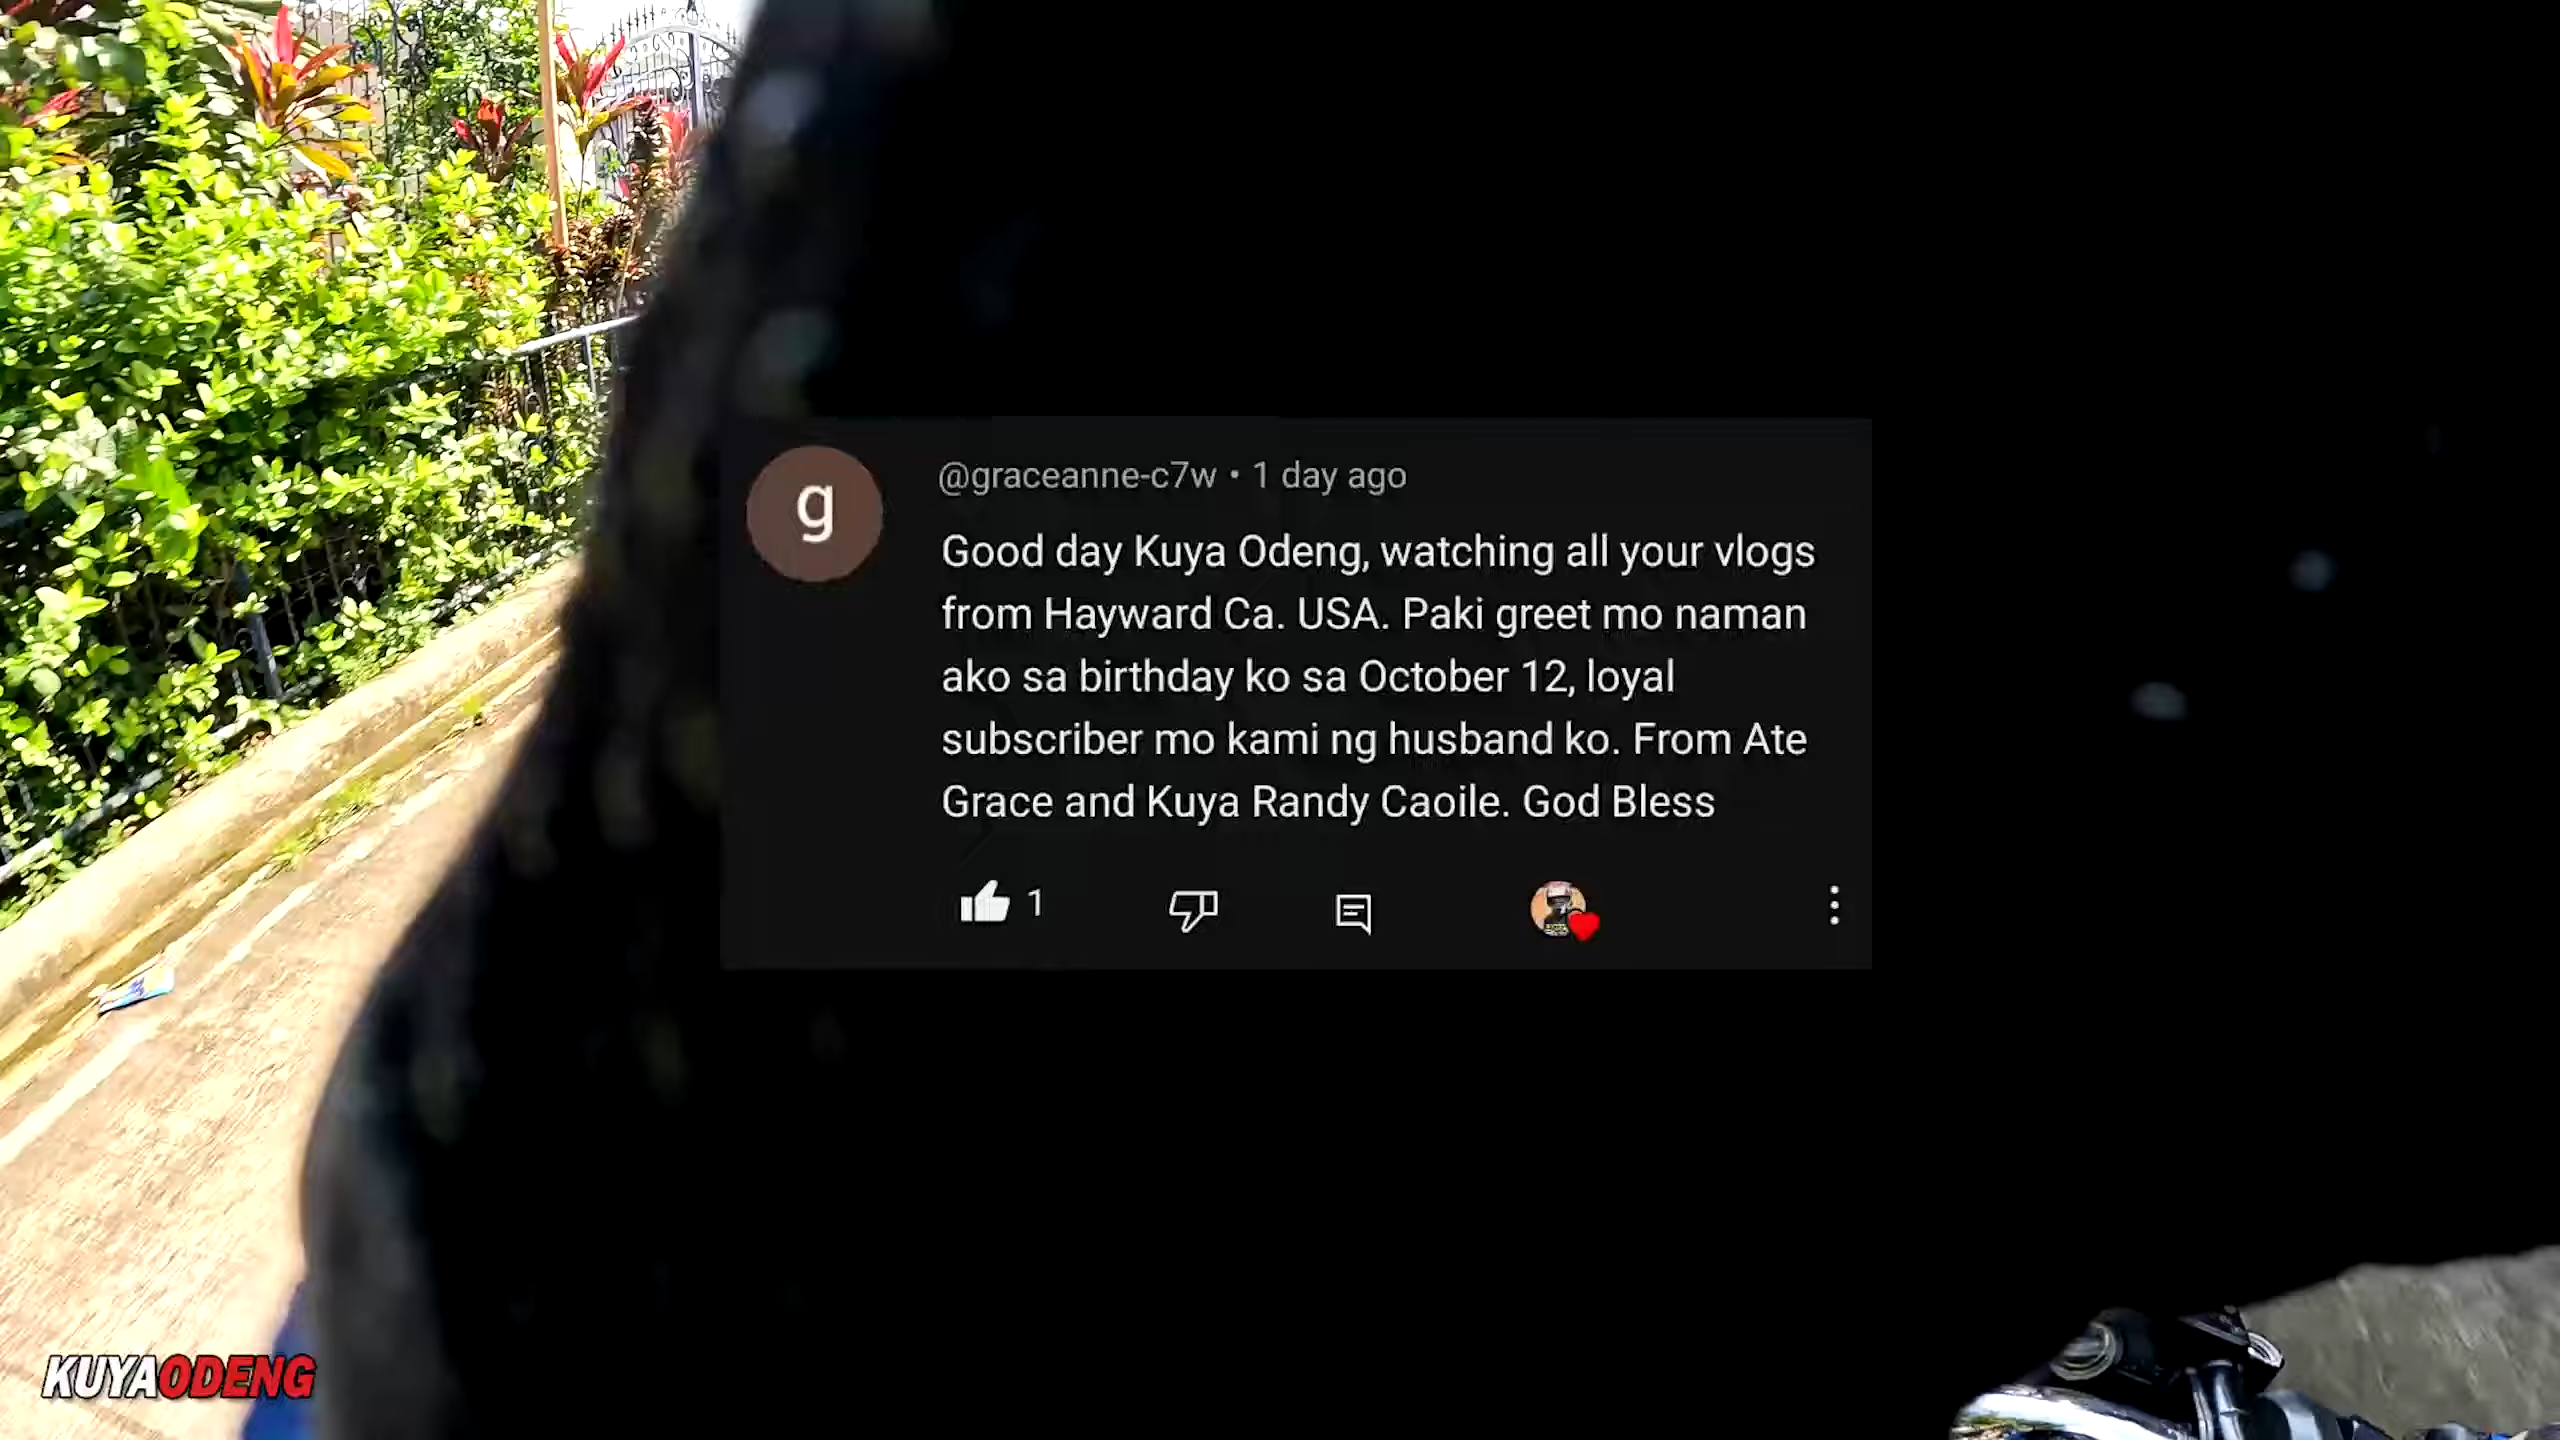 g
@graceanne-c7w • 1 day ago
Good day Kuya Odeng, watching all your vlogs
from Hayward Ca. USA. Paki greet mo naman
ako sa birthday ko sa October 12, loyal
subscriber mo kami ng husband ko. From Ate
Grace and Kuya Randy Caoile. God Bless
1
KUYAODENG